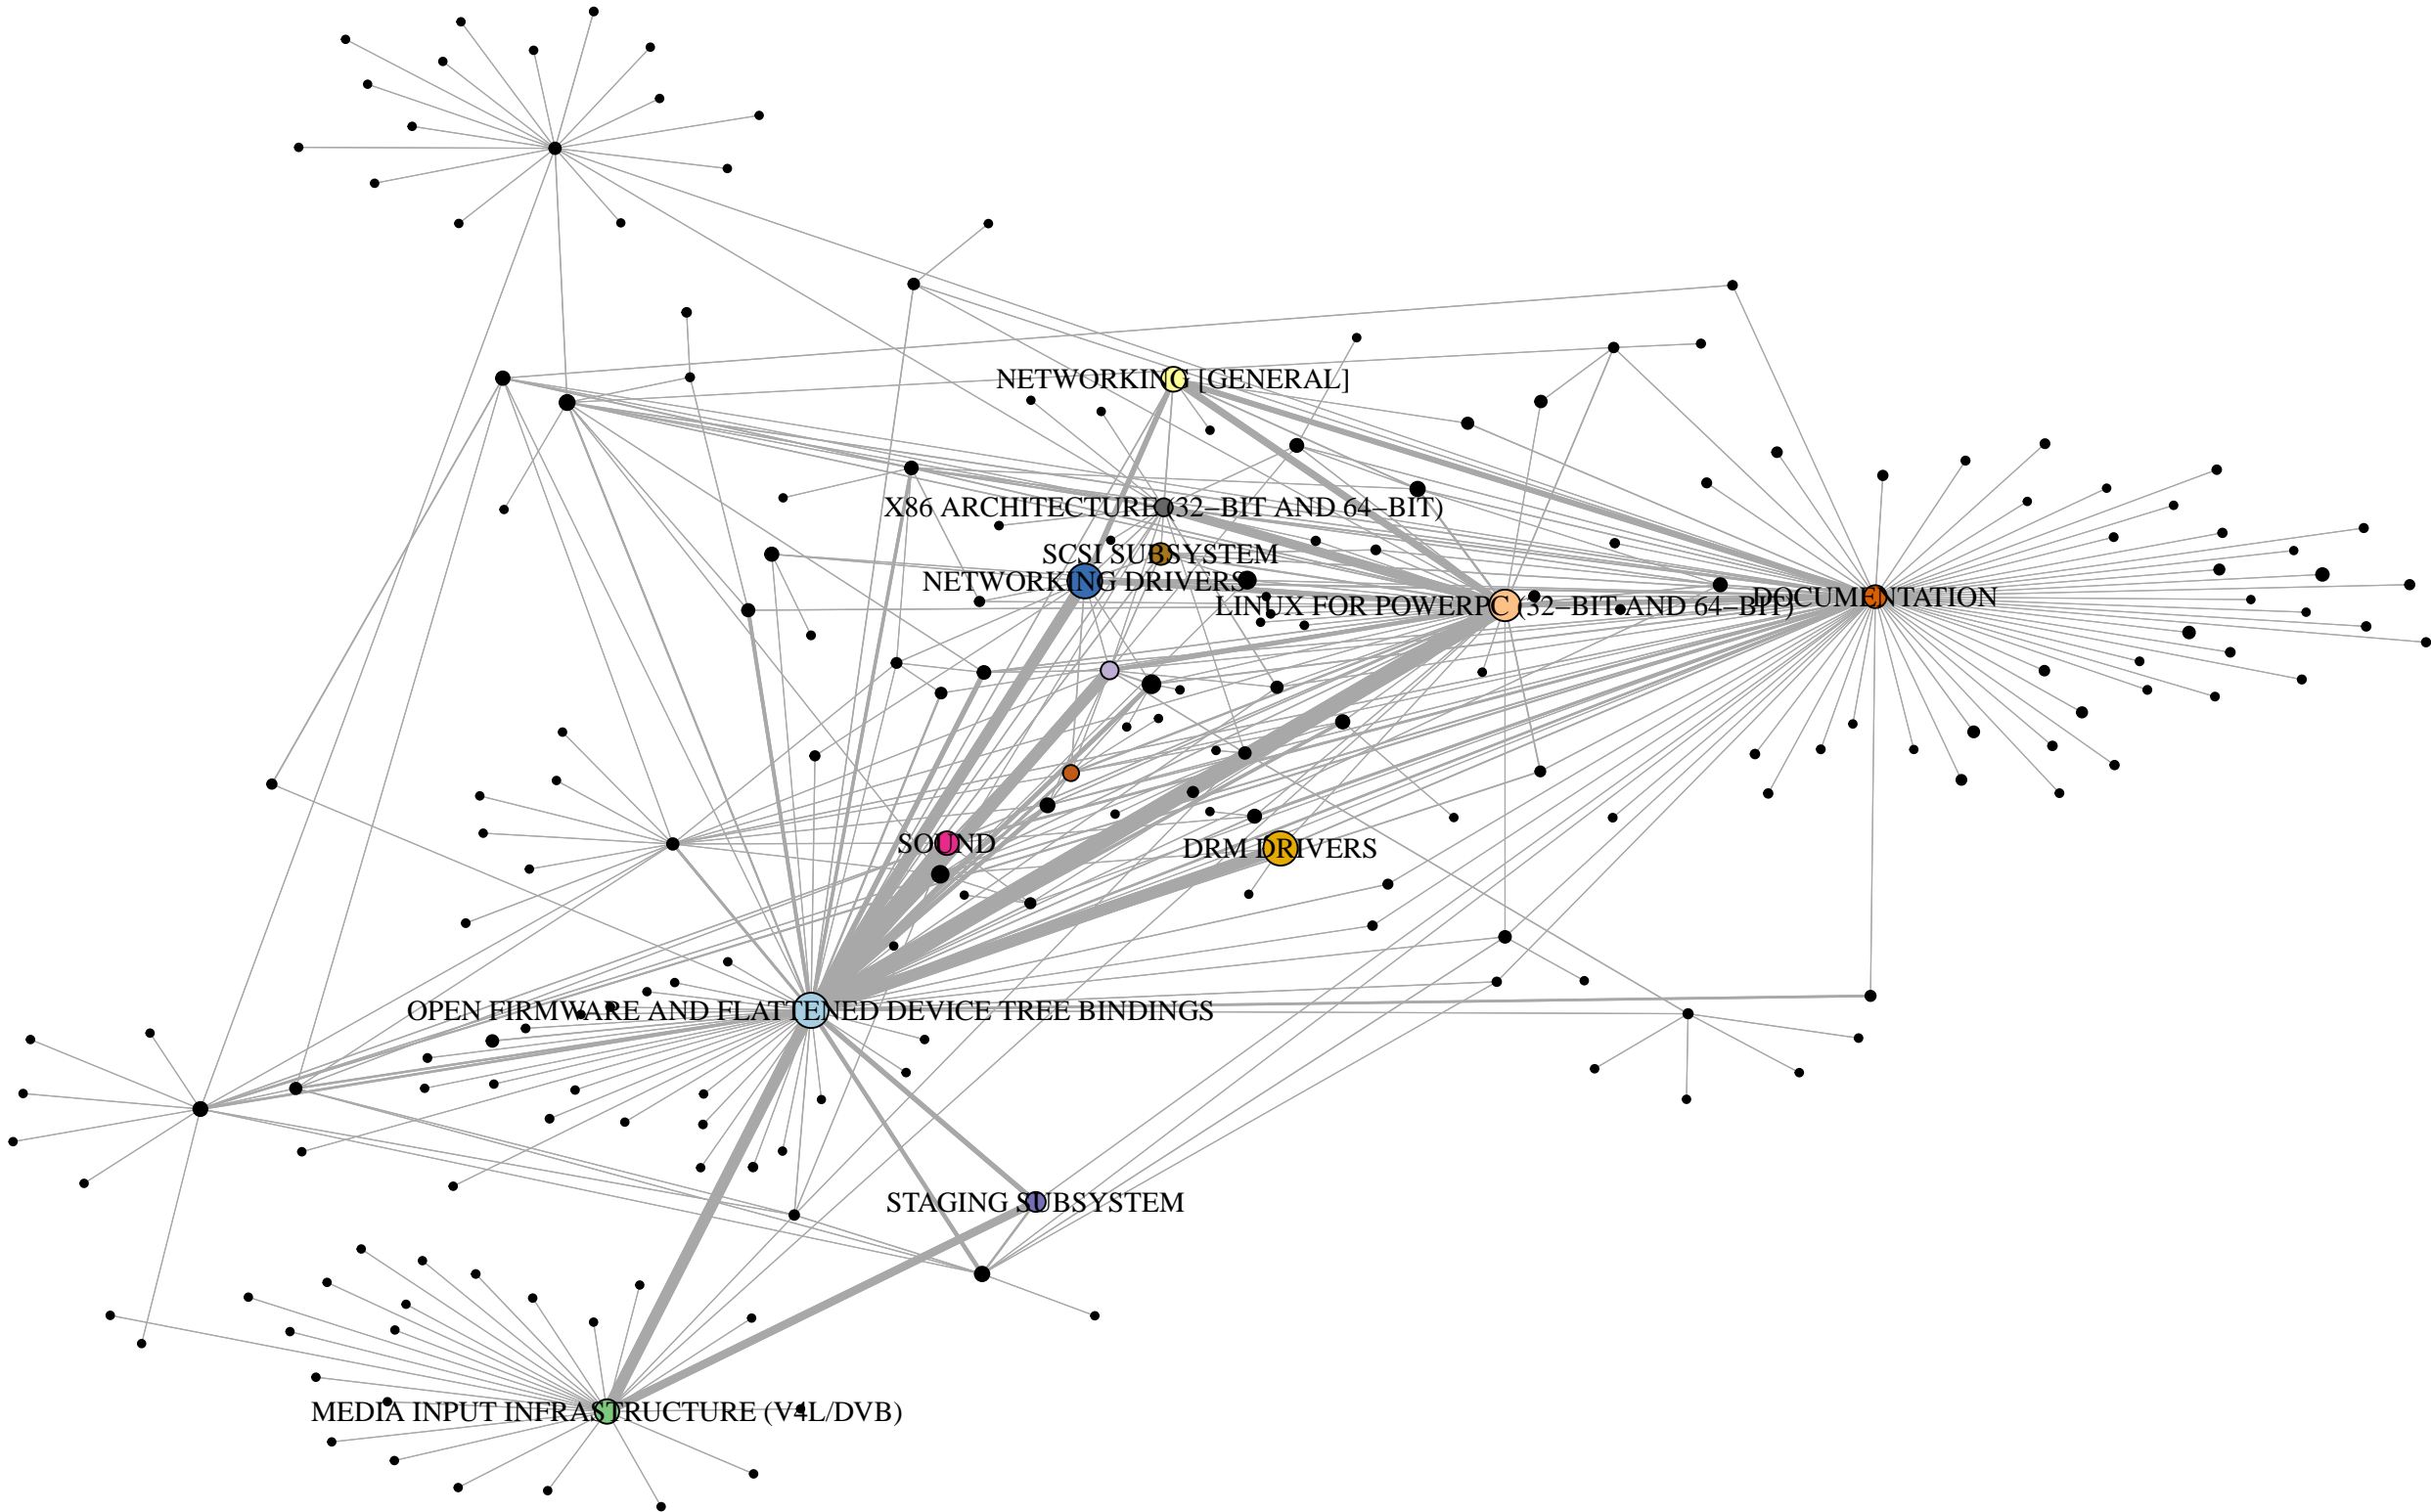 NETWORKING [GENERAL]
X86 ARCHITECTURE (32−BIT AND 64−BIT)
SCSI SUBSYSTEM
NETWORKING DRIVERS
LINUX FOR POWERPC (32−BIT AND 64−BIT)
DOCUMENTATION
SOUND
DRM DRIVERS
OPEN FIRMWARE AND FLATTENED DEVICE TREE BINDINGS
STAGING SUBSYSTEM
MEDIA INPUT INFRASTRUCTURE (V4L/DVB)